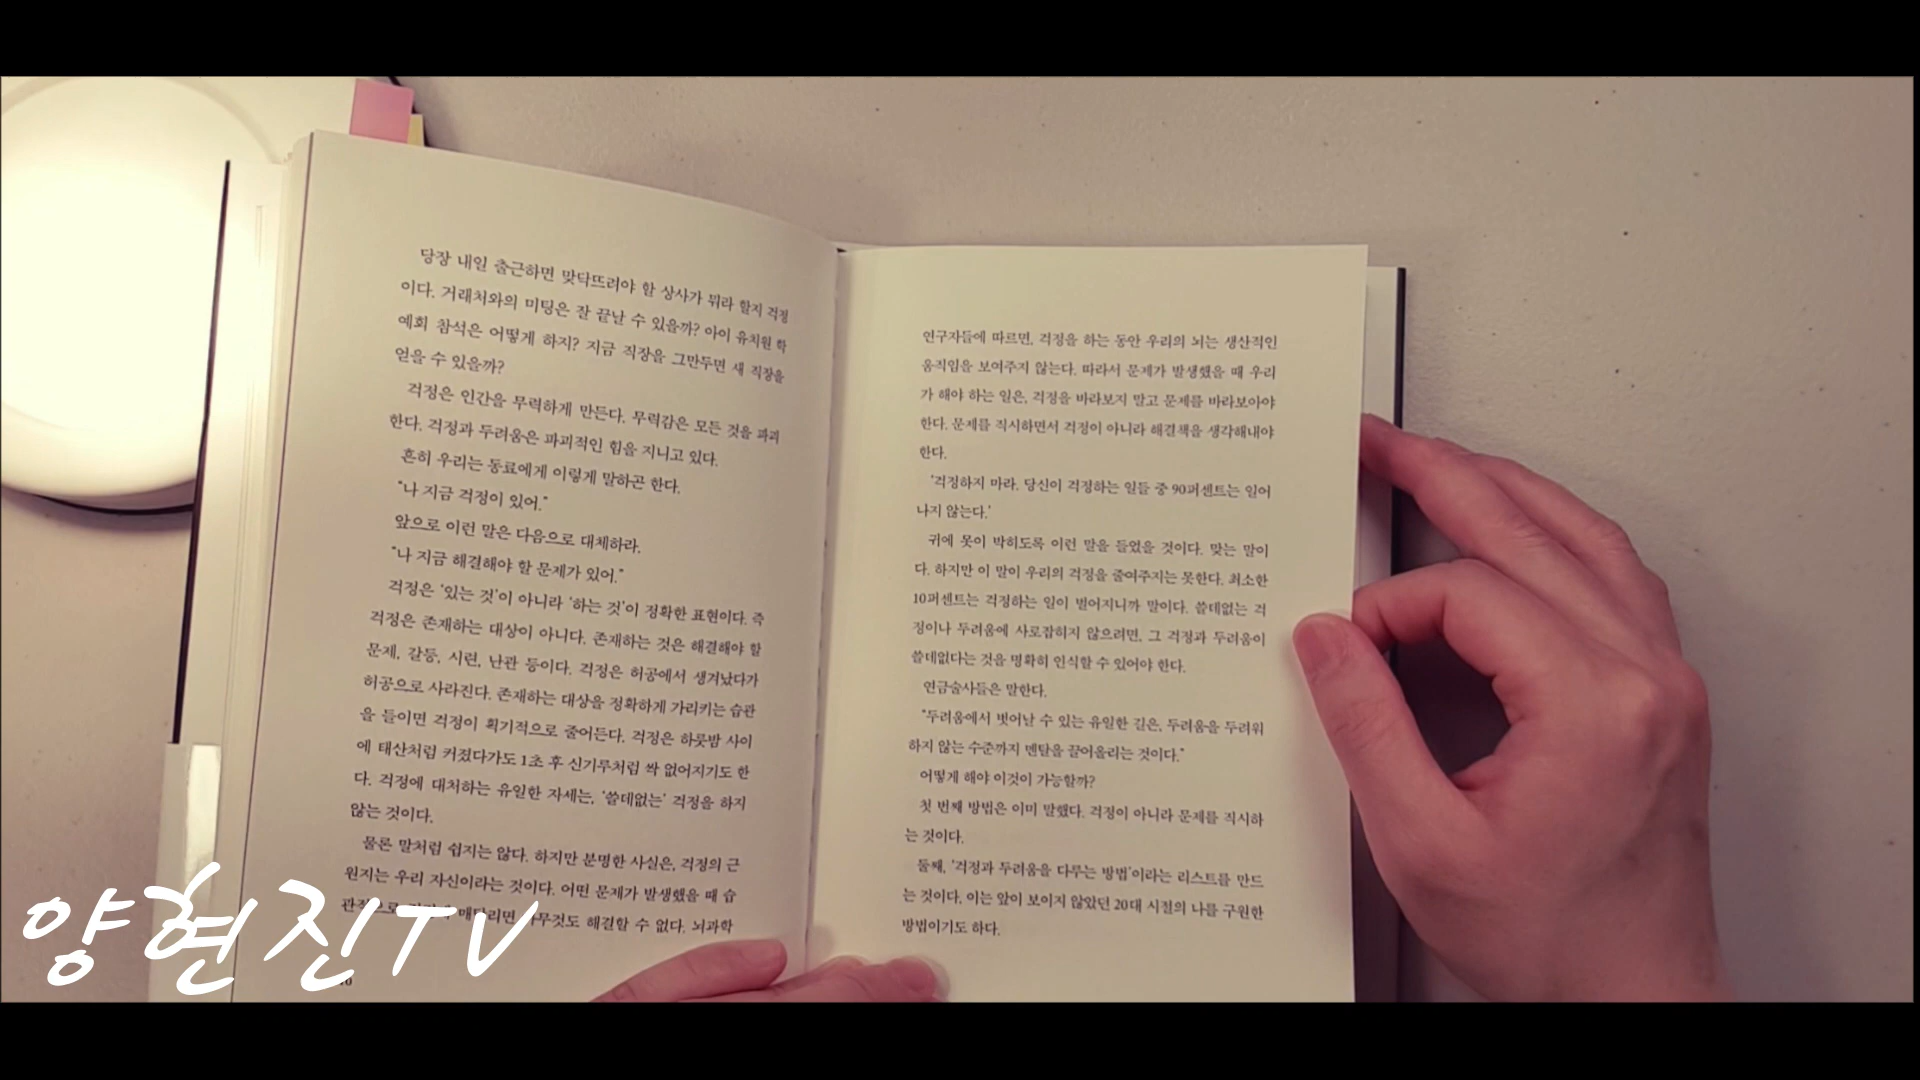 당장 내일 출근하면 맞닥뜨려야 할 상사가 뭐라 할지 걱정
이다. 거래처와의 미팅은 잘 끝날 수 있을까? 아이 유치원 학
예회 참석은 어떻게 하지? 지금 직장을 그만두면 새 직장을
얻을 수 있을까?
걱정은 인간을 무력하게 만든다. 무력감은 모든 것을 파괴
한다. 걱정과 두려움은 파괴적인 힘을 지니고 있다.
흔히 우리는 동료에게 이렇게 말하곤 한다.
“나 지금 걱정이 있어.”
앞으로 이런 말은 다음으로 대체하라.
“나 지금 해결해야 할 문제가 있어.”
걱정은 ‘있는 것’이 아니라 ‘하는 것’이 정확한 표현이다. 즉
걱정은 존재하는 대상이 아니다. 존재하는 것은 해결해야 할
문제, 갈등, 시련, 난관 등이다. 걱정은 허공에서 생겨났다가
허공으로 사라진다. 존재하는 대상을 정확하게 가리키는 습관
을 들이면 걱정이 획기적으로 줄어든다. 걱정은 하룻밤 사이
에 태산처럼 커졌다가도 1초 후 신기루처럼 싹 없어지기도 한
다. 걱정에 대처하는 유일한 자세는, ‘쓸데없는’ 걱정을 하지
않는 것이다.
물론 말처럼 쉽지는 않다. 하지만 분명한 사실은, 걱정의 근
원지는 우리 자신이라는 것이다. 어떤 문제가 발생했을 때 습
관적으로 매달리면 아무것도 해결할 수 없다. 뇌과학
연구자들에 따르면, 걱정을 하는 동안 우리의 뇌는 생산적인
움직임을 보여주지 않는다. 따라서 문제가 발생했을 때 우리
가 해야 하는 일은, 걱정을 바라보지 말고 문제를 바라보아야
한다. 문제를 직시하면서 걱정이 아니라 해결책을 생각해내야
한다.
‘걱정하지 마라. 당신이 걱정하는 일들 중 90퍼센트는 일어
나지 않는다.’
귀에 못이 박히도록 이런 말을 들었을 것이다. 맞는 말이
다. 하지만 이 말이 우리의 걱정을 줄여주지는 못한다. 최소한
10퍼센트는 걱정하는 일이 벌어지니까 말이다. 쓸데없는 걱
정이나 두려움에 사로잡히지 않으려면, 그 걱정과 두려움이
쓸데없다는 것을 명확히 인식할 수 있어야 한다.
연금술사들은 말한다.
“두려움에서 벗어날 수 있는 유일한 길은, 두려움을 두려워
하지 않는 수준까지 멘탈을 끌어올리는 것이다.”
어떻게 해야 이것이 가능할까?
첫 번째 방법은 이미 말했다. 걱정이 아니라 문제를 직시하
는 것이다.
둘째, ‘걱정과 두려움을 다루는 방법’이라는 리스트를 만드
는 것이다. 이는 앞이 보이지 않았던 20대 시절의 나를 구원한
방법이기도 하다.
양현진TV